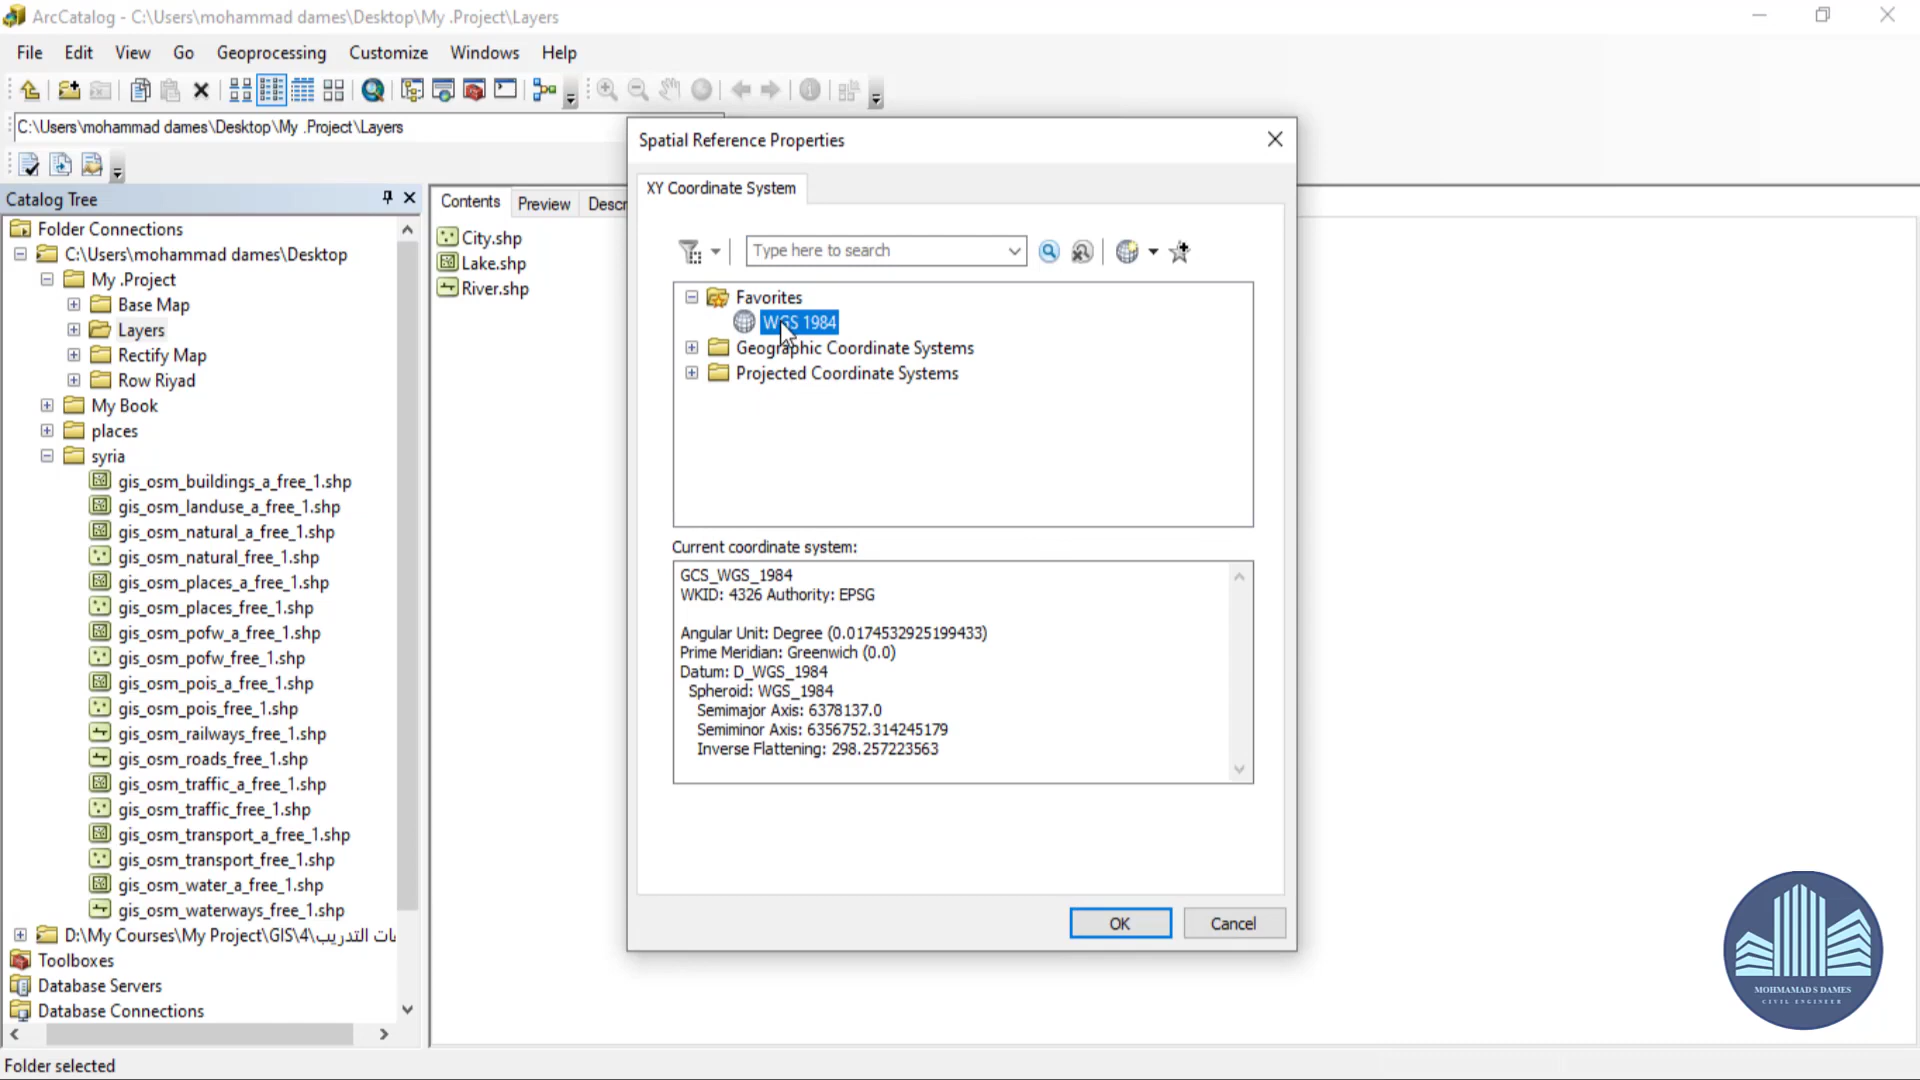 ArcCatalog - C:\Users\mohammad dames\Desktop\My .Project\Layers
File Edit View Go Geoprocessing Customize Windows Help
C:\Users\mohammad dames\Desktop\My .Project\Layers
Catalog Tree
Folder Connections
C:\Users\mohammad dames\Desktop
My .Project
Base Map
Layers
Rectify Map
Row Riyad
My Book
places
syria
gis_osm_buildings_a_free_1.shp
gis_osm_landuse_a_free_1.shp
gis_osm_natural_a_free_1.shp
gis_osm_natural_free_1.shp
gis_osm_places_a_free_1.shp
gis_osm_places_free_1.shp
gis_osm_pofw_a_free_1.shp
gis_osm_pofw_free_1.shp
gis_osm_pois_a_free_1.shp
gis_osm_pois_free_1.shp
gis_osm_railways_free_1.shp
gis_osm_roads_free_1.shp
gis_osm_traffic_a_free_1.shp
gis_osm_traffic_free_1.shp
gis_osm_transport_a_free_1.shp
gis_osm_transport_free_1.shp
gis_osm_water_a_free_1.shp
gis_osm_waterways_free_1.shp
D:\My Courses\My Project\GIS\4\ات التدريب
Toolboxes
Database Servers
Database Connections
Folder selected
Contents Preview Descr
City.shp
Lake.shp
River.shp
Spatial Reference Properties
XY Coordinate System
Type here to search
Favorites
WGS 1984
Geographic Coordinate Systems
Projected Coordinate Systems
Current coordinate system:
GCS_WGS_1984
WKID: 4326 Authority: EPSG
Angular Unit: Degree (0.0174532925199433)
Prime Meridian: Greenwich (0.0)
Datum: D_WGS_1984
Spheroid: WGS_1984
Semimajor Axis: 6378137.0
Semiminor Axis: 6356752.314245179
Inverse Flattening: 298.257223563
OK Cancel
MOHMAMAD S DAMES
CIVIL ENGINEER